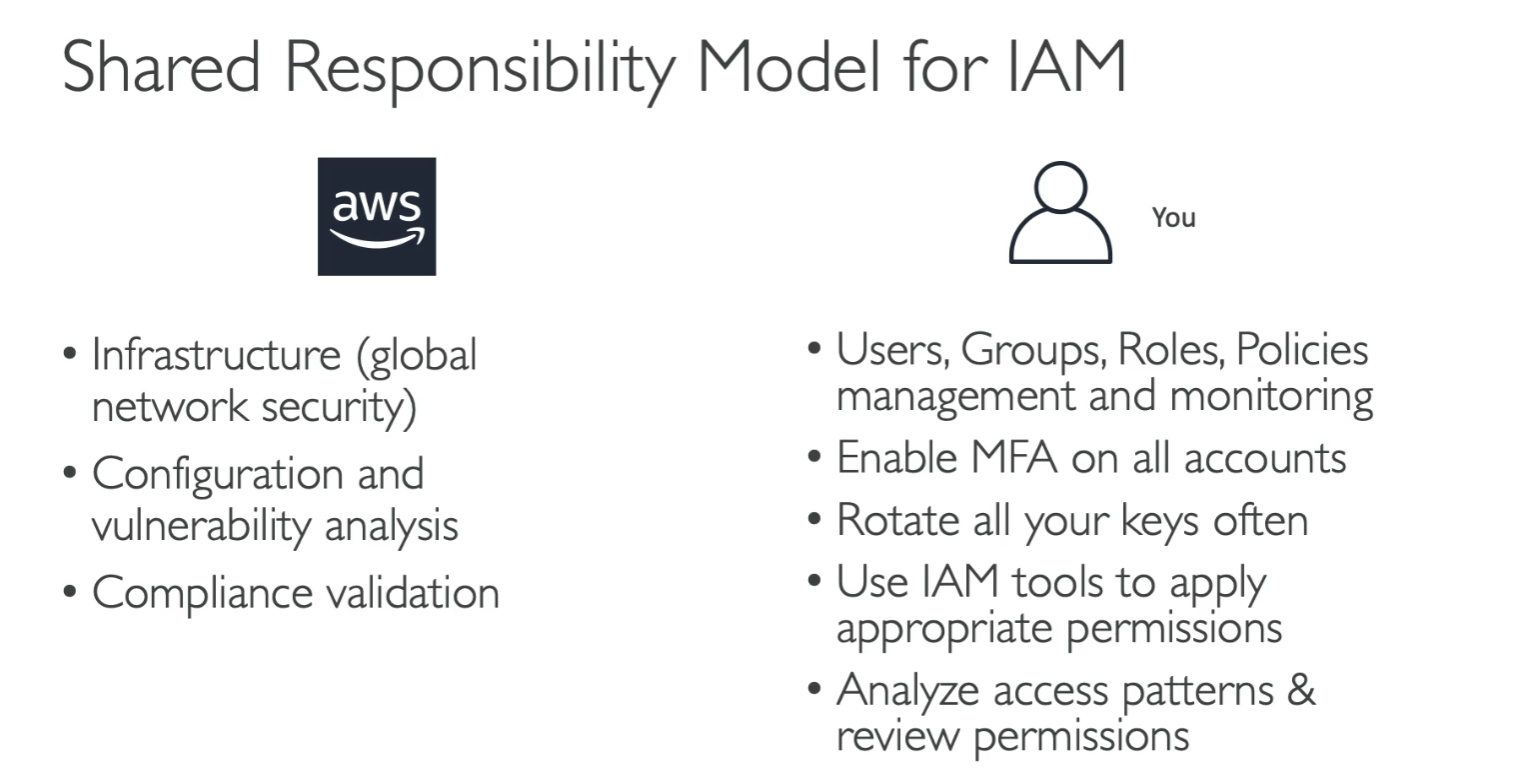 Shared Responsibility Model for IAM
aws
You
• Infrastructure (global
network security)
• Configuration and
vulnerability analysis
• Compliance validation
• Users, Groups, Roles, Policies
management and monitoring
• Enable MFA on all accounts
• Rotate all your keys often
• Use IAM tools to apply
appropriate permissions
• Analyze access patterns &
review permissions